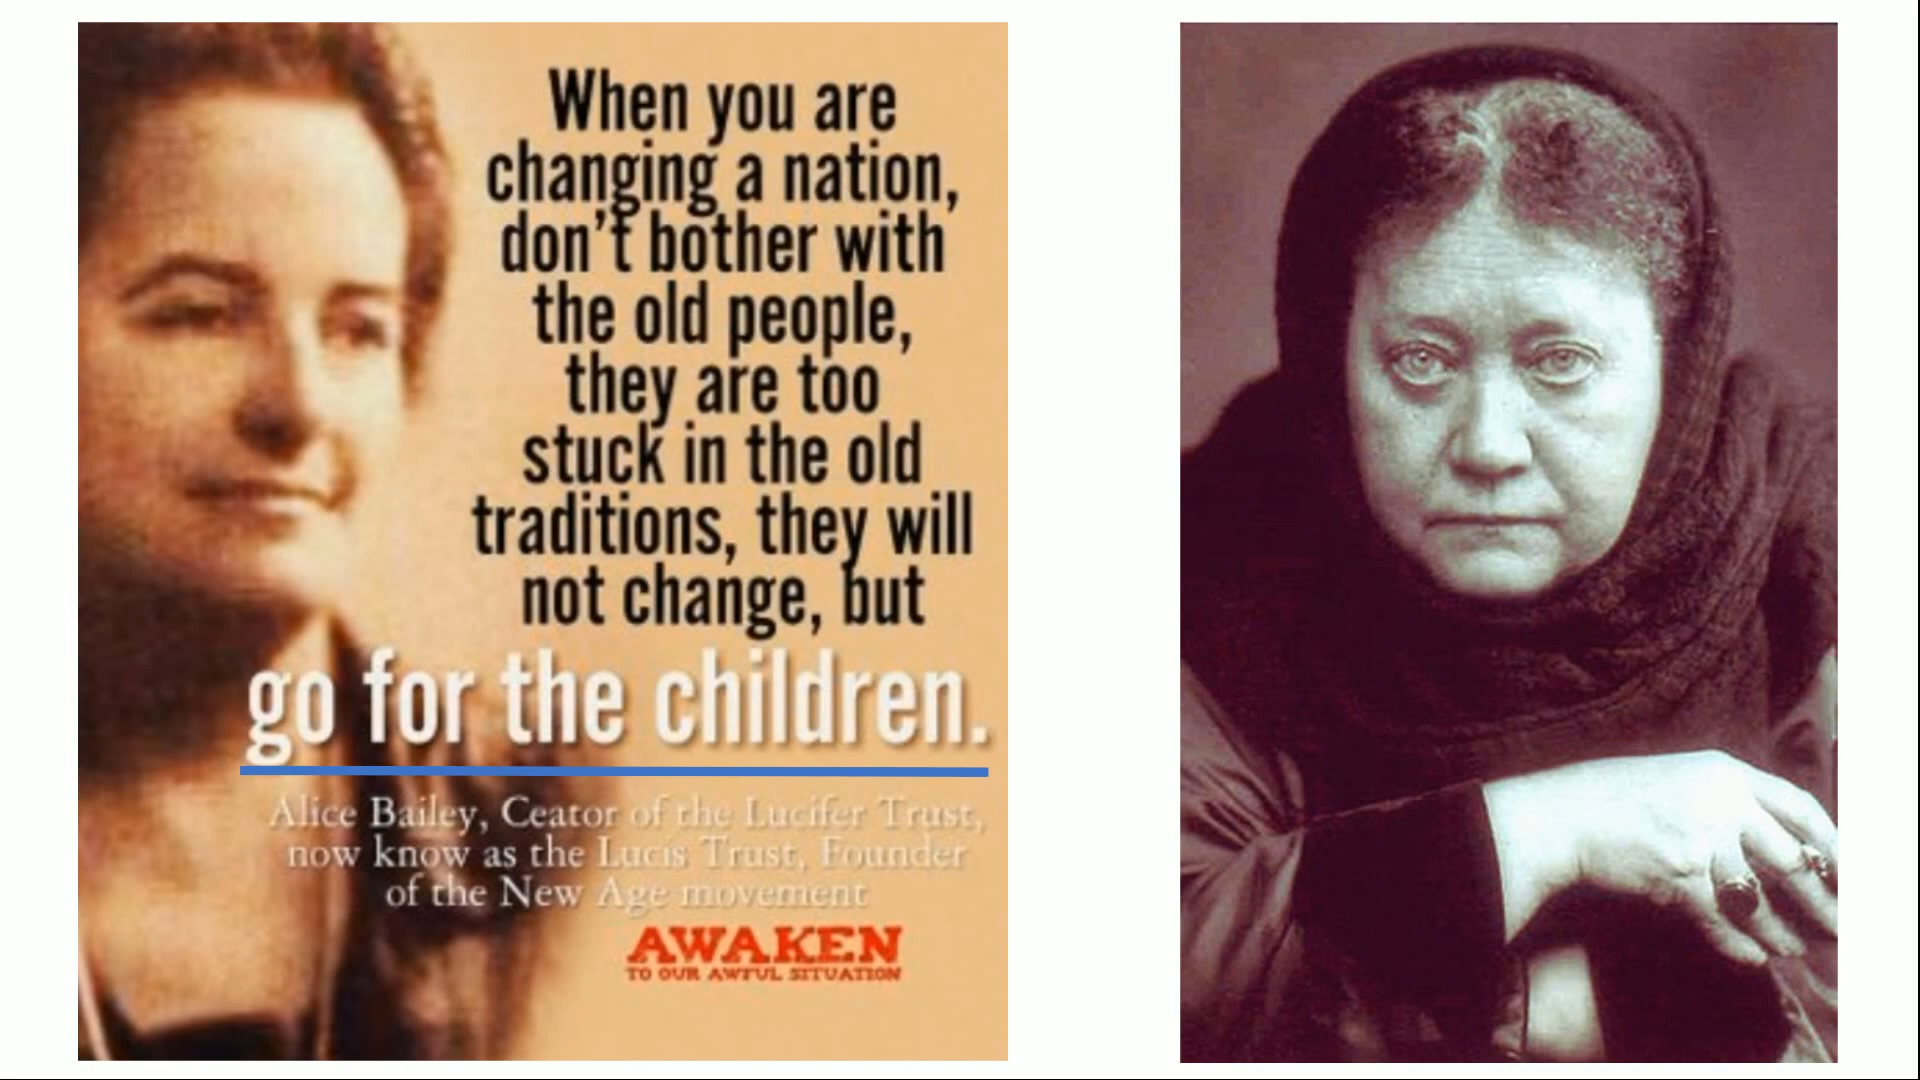 When you are
changing a nation,
don't bother with
the old people,
they are too
stuck in the old
traditions, they will
not change, but
go for the children.
Alice Bailey, Ceator of the Lucifer Trust,
now know as the Lucis Trust, Founder
of the New Age movement
AWAKEN
TO OUR AWFUL SITUATION